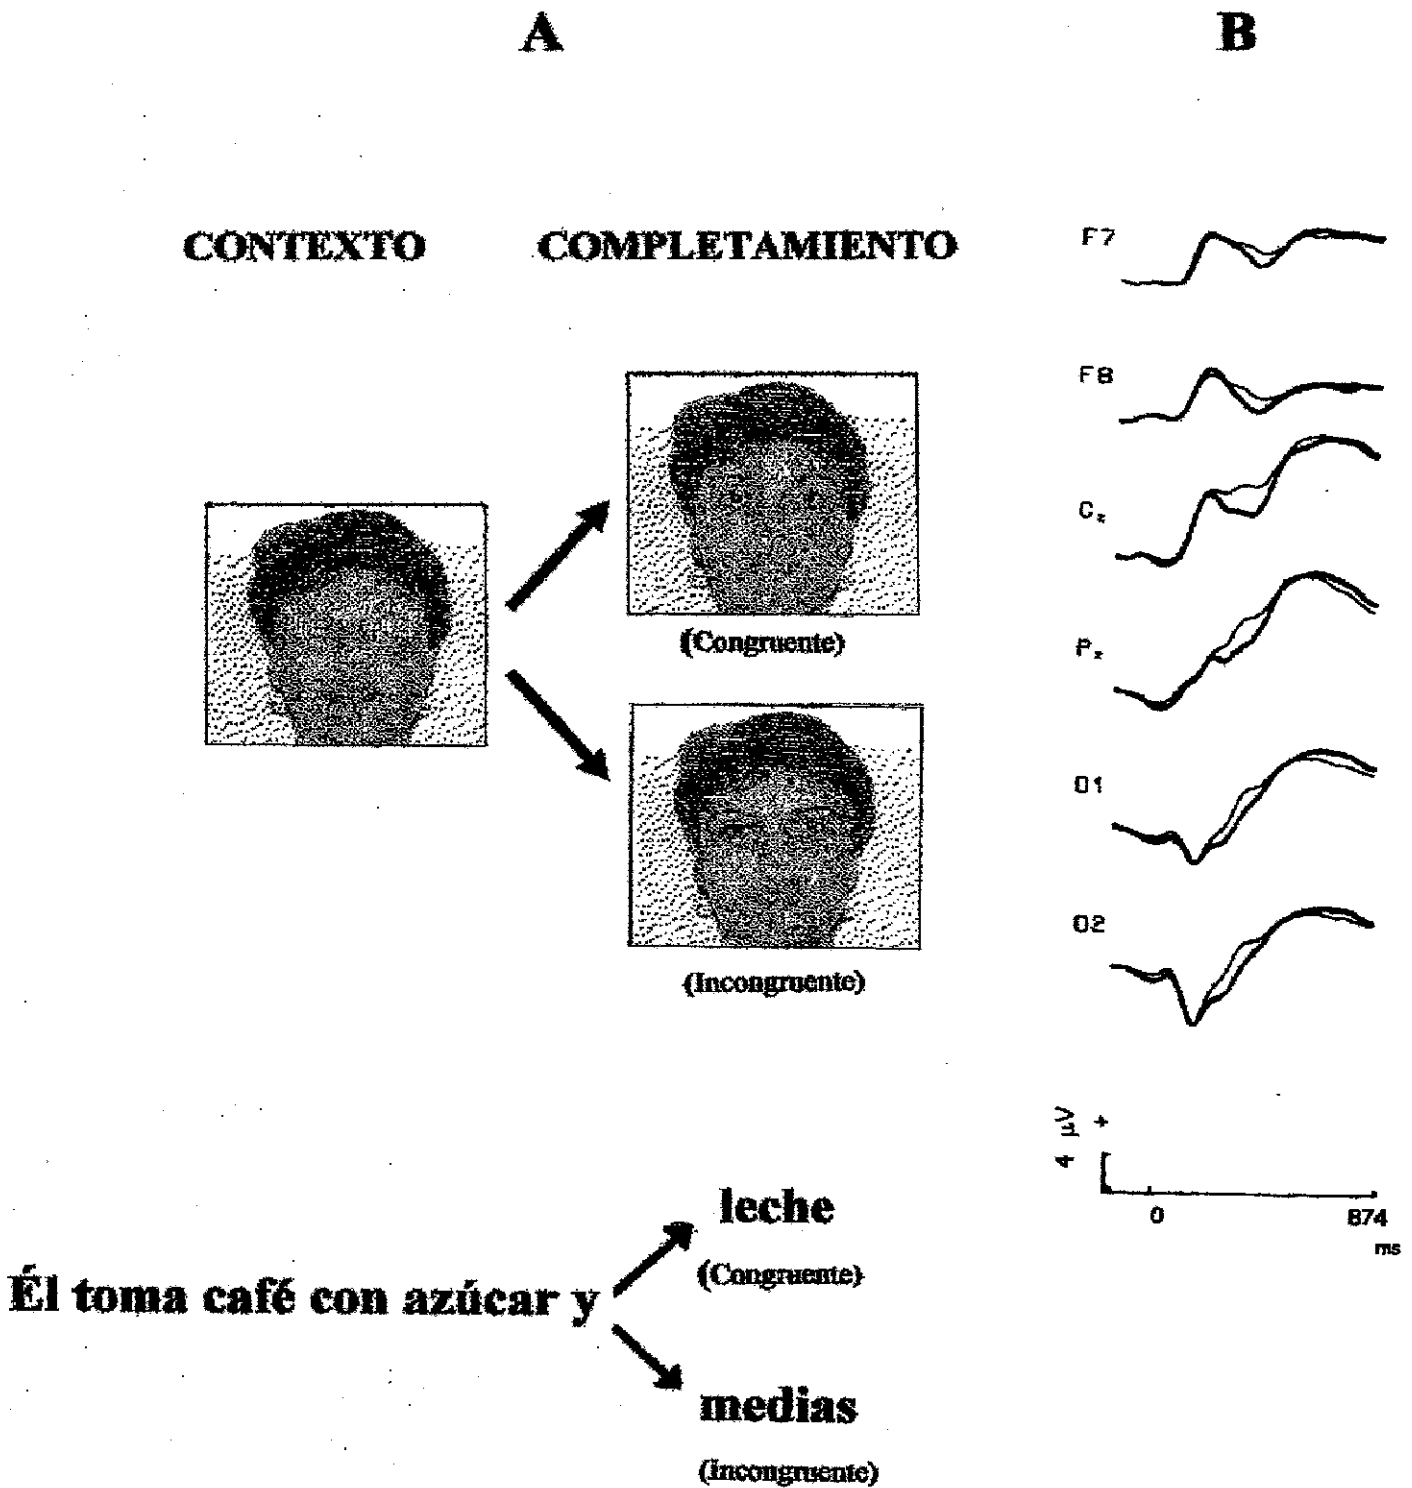 A
B
CONTEXTO
COMPLETAMIENTO
(Congruente)
(Incongruente)
Él toma café con azúcar y
leche
(Congruente)
medias
(Incongruente)
F7
F8
Cz
Pz
O1
O2
4 µV +
0
874
ms